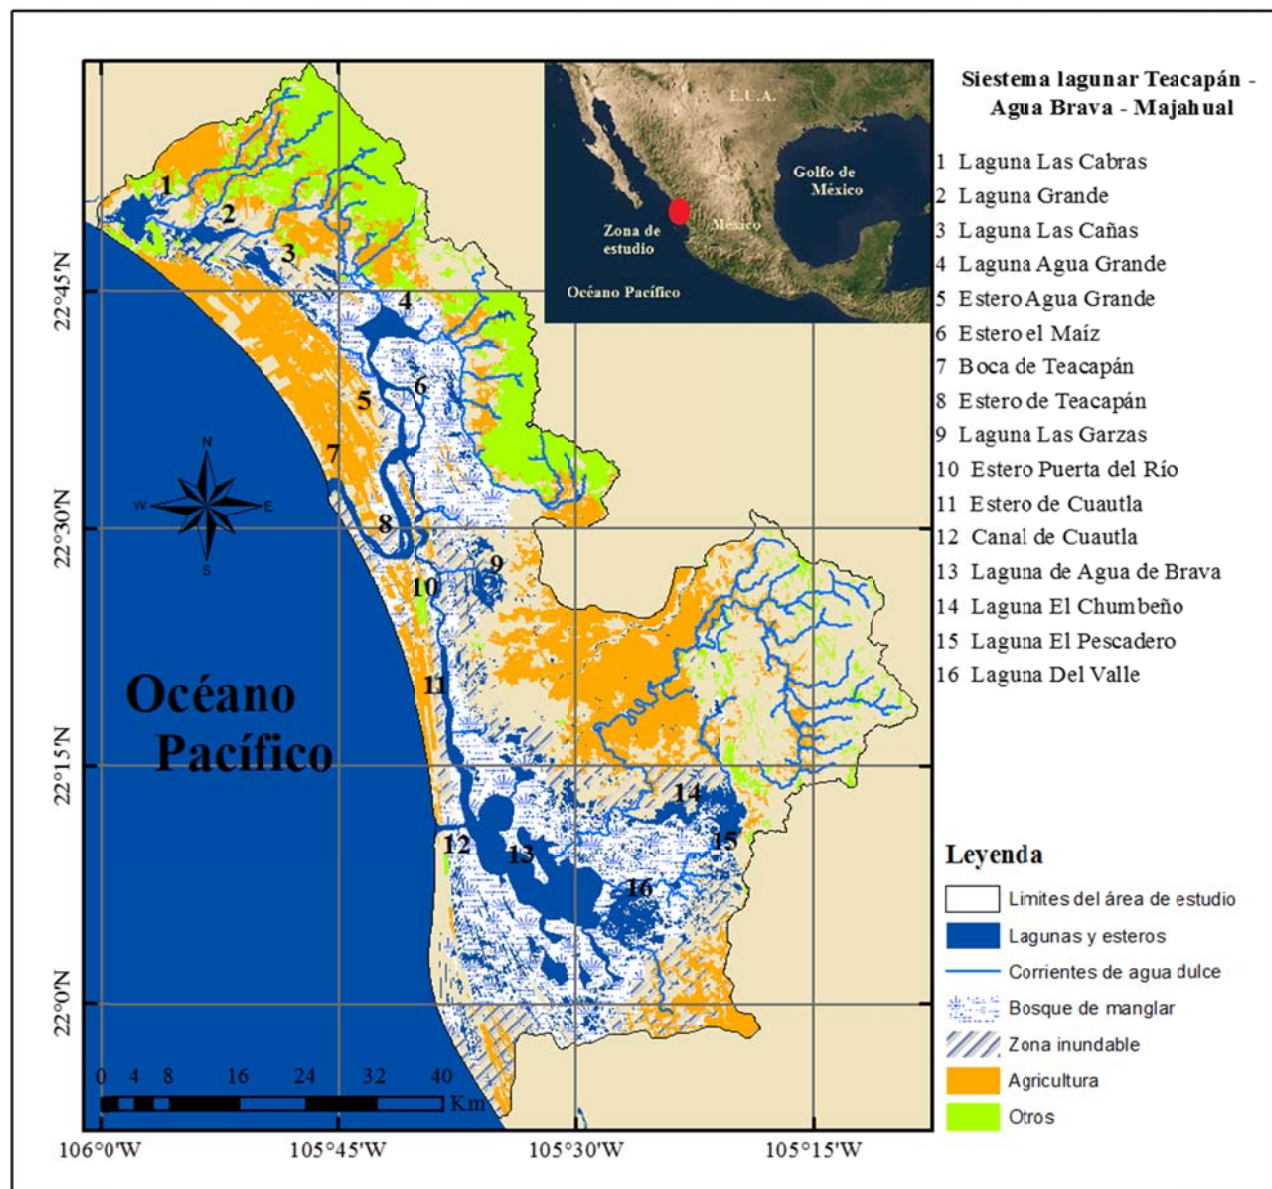 Siestema lagunar Teacapán -
Agua Brava - Majahual
1 Laguna Las Cabras
2 Laguna Grande
3 Laguna Las Cañas
4 Laguna Agua Grande
5 Estero Agua Grande
6 Estero el Maíz
7 Boca de Teacapán
8 Estero de Teacapán
9 Laguna Las Garzas
10 Estero Puerta del Río
11 Estero de Cuautla
12 Canal de Cuautla
13 Laguna de Agua de Brava
14 Laguna El Chumbeño
15 Laguna El Pescadero
16 Laguna Del Valle
E.U.A.
Golfo de
México
México
Zona de
estudio
Océano Pacífico
1
2
3
4
5
6
7
8
9
10
11
12
13
14
15
16
N
W
E
S
Océano
Pacífico
22°45'N
22°30'N
22°15'N
22°0'N
0 4 8 16 24 32 40
Km
106°0'W 105°45'W 105°30'W 105°15'W
Leyenda
Limites del área de estudio
Lagunas y esteros
Corrientes de agua dulce
Bosque de manglar
Zona inundable
Agricultura
Otros